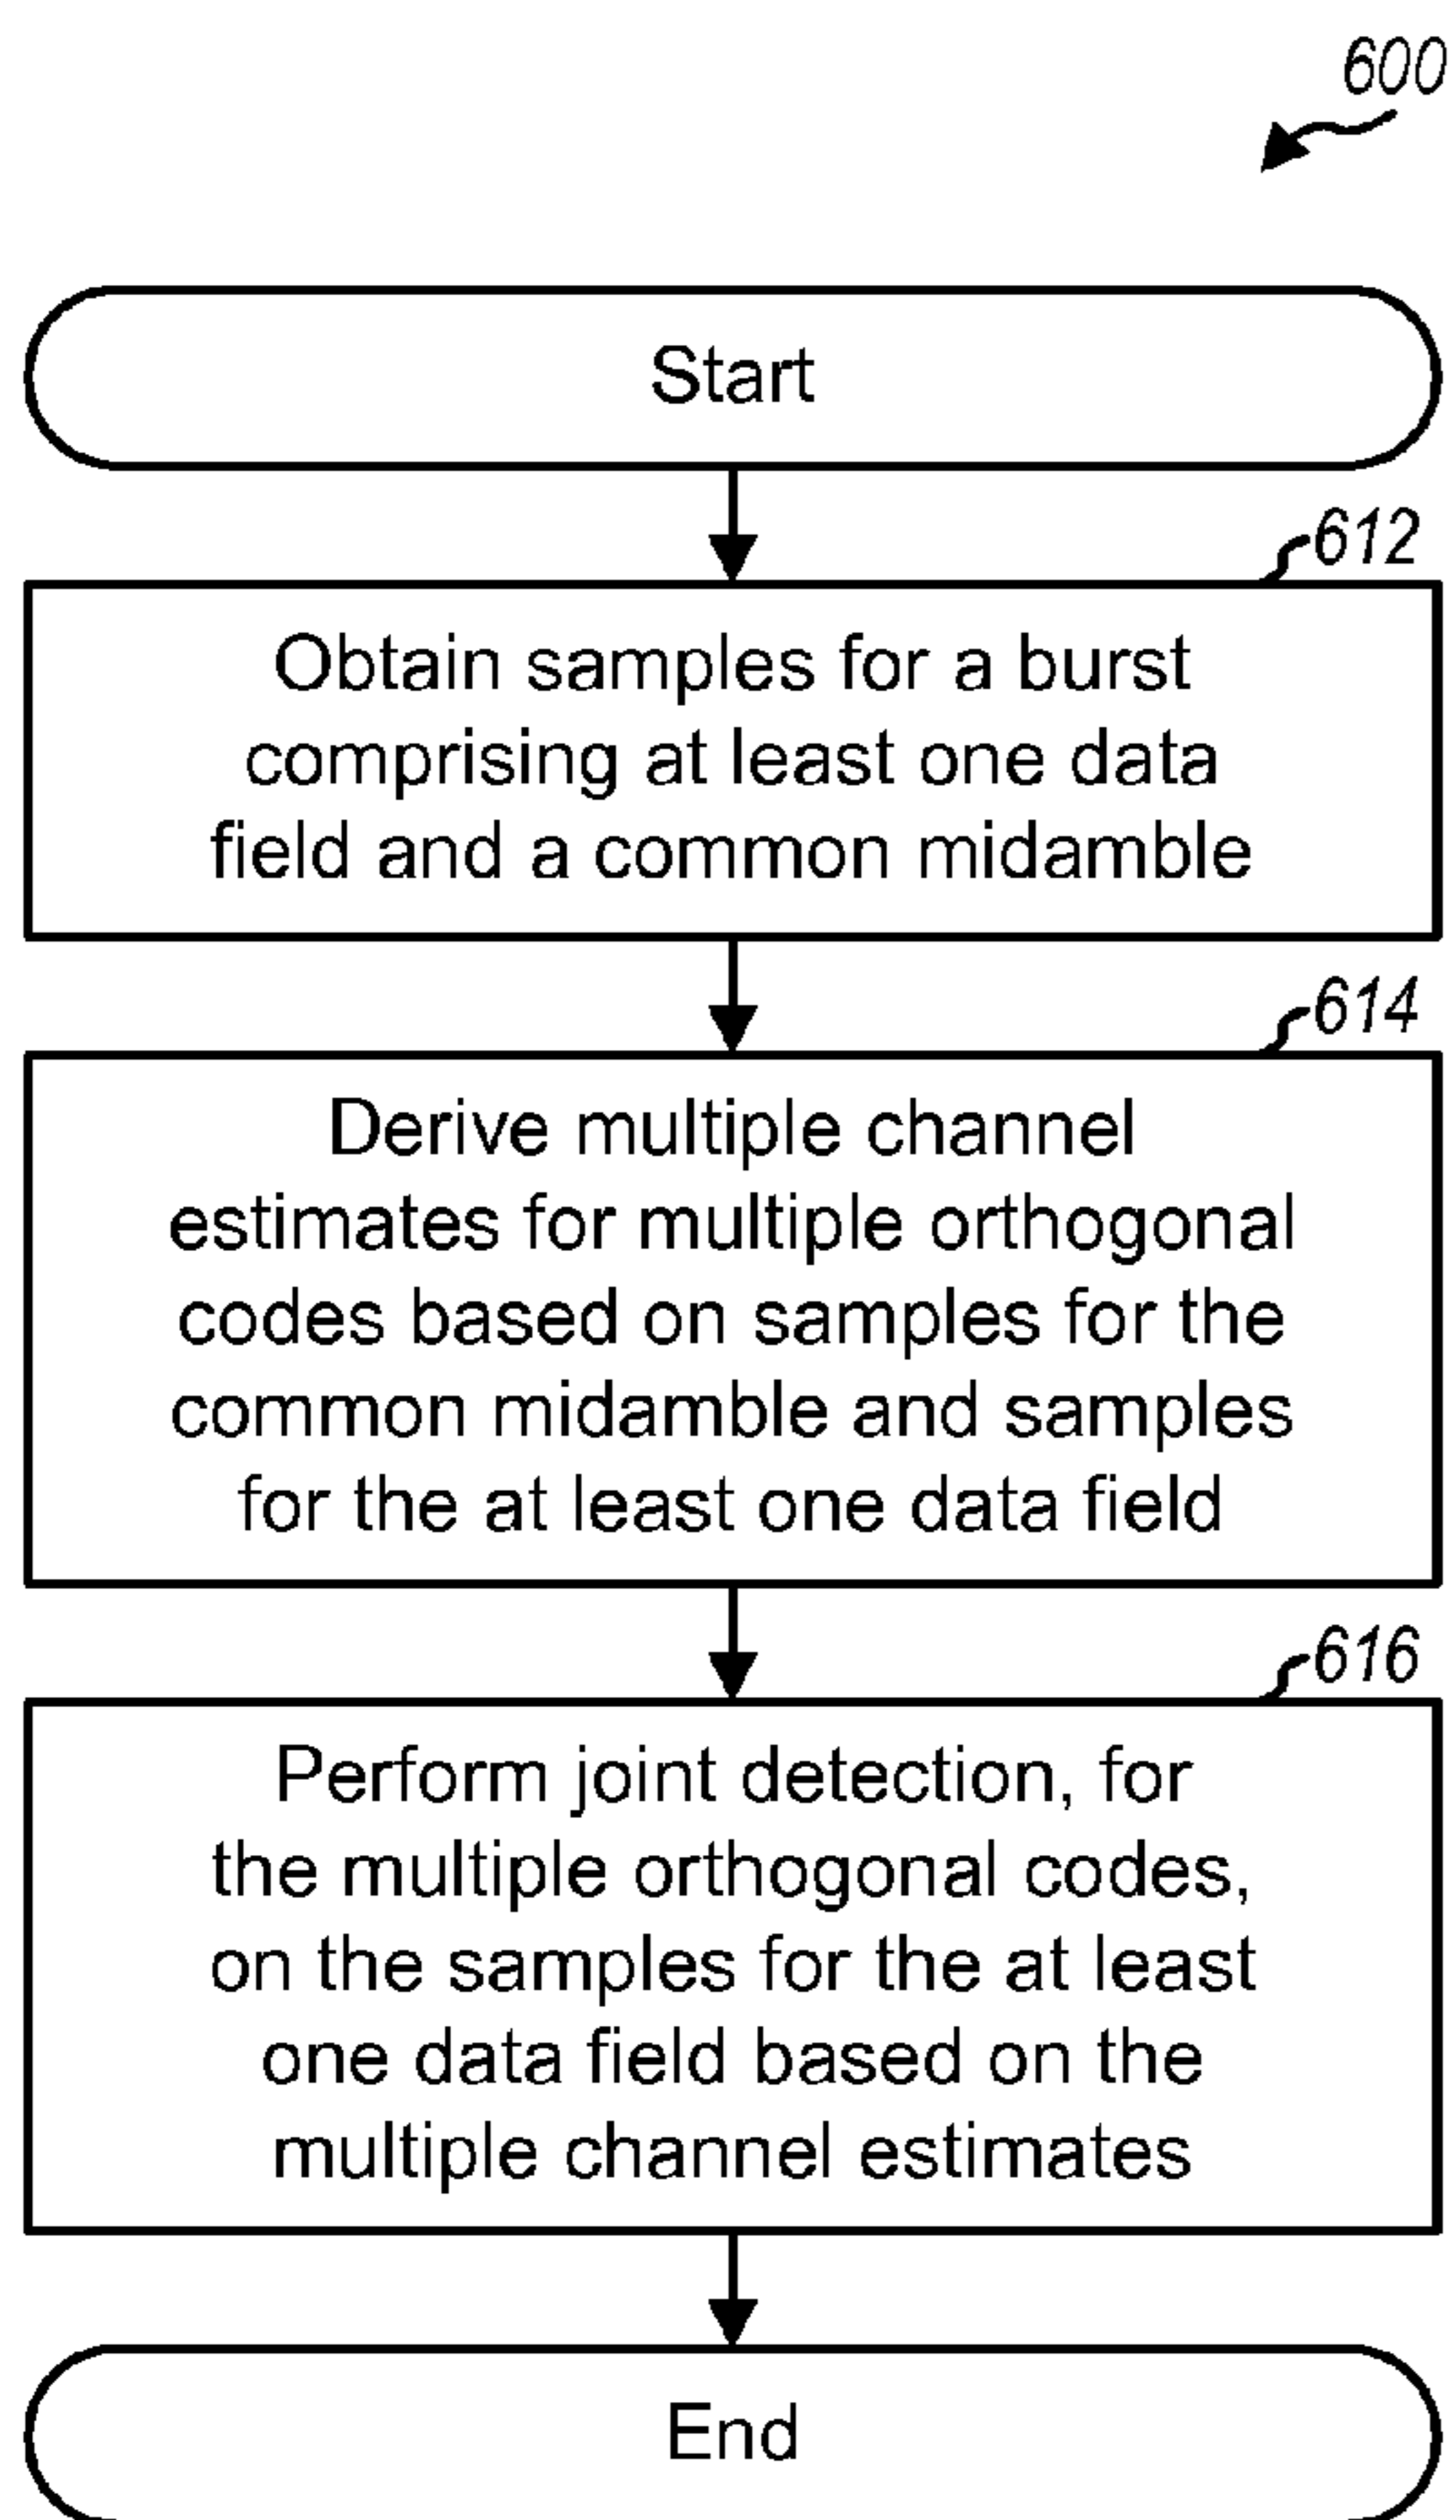 600
Start
612
Obtain samples for a burst
comprising at least one data
field and a common midamble
614
Derive multiple channel
estimates for multiple orthogonal
codes based on samples for the
common midamble and samples
for the at least one data field
616
Perform joint detection, for
the multiple orthogonal codes,
on the samples for the at least
one data field based on the
multiple channel estimates
End